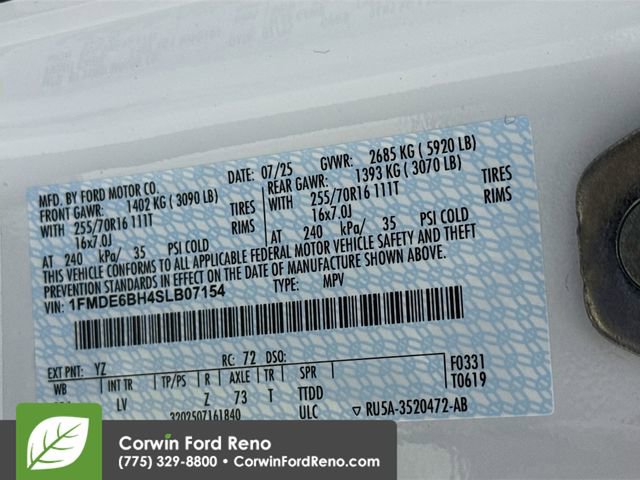 MFD. BY FORD MOTOR CO. DATE: 07/25 GVWR: 2685 KG ( 5920 LB)
FRONT GAWR: 1402 KG ( 3090 LB) REAR GAWR: 1393 KG ( 3070 LB)
WITH 255/70R16 111T TIRES WITH 255/70R16 111T TIRES
16x7.0J RIMS 16x7.0J RIMS
AT 240 kPa/ 35 PSI COLD AT 240 kPa/ 35 PSI COLD
THIS VEHICLE CONFORMS TO ALL APPLICABLE FEDERAL MOTOR VEHICLE SAFETY AND THEFT
PREVENTION STANDARDS IN EFFECT ON THE DATE OF MANUFACTURE SHOWN ABOVE.
VIN: 1FMDE6BH4SLB07154 TYPE: MPV
EXT PNT: YZ RC: 72 DSO: F0331
WB INT TR TP/PS R AXLE TR SPR T0619
LV Z 73 T TTDD
3202507161840 ULC ▽ RU5A-3520472-AB
Corwin Ford Reno
(775) 329-8800 • CorwinFordReno.com